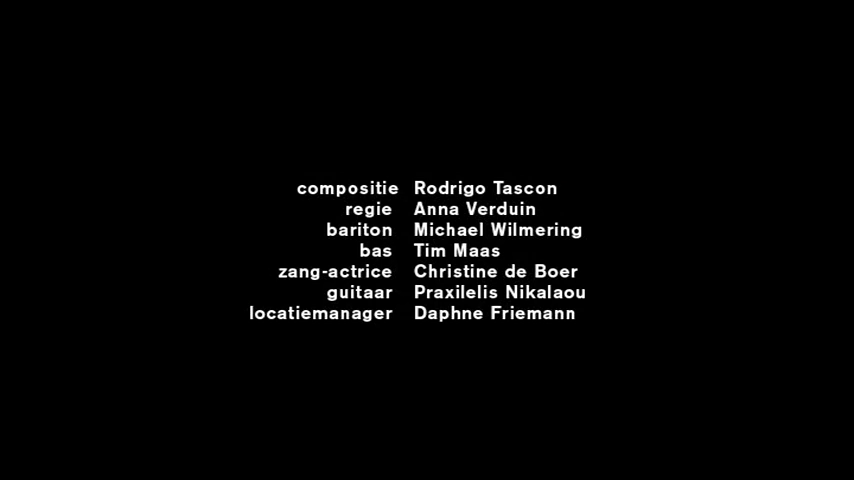 compositie Rodrigo Tascon
regie Anna Verduin
bariton Michael Wilmering
bas Tim Maas
zang-actrice Christine de Boer
guitaar Praxilelis Nikalaou
locatiemanager Daphne Friemann